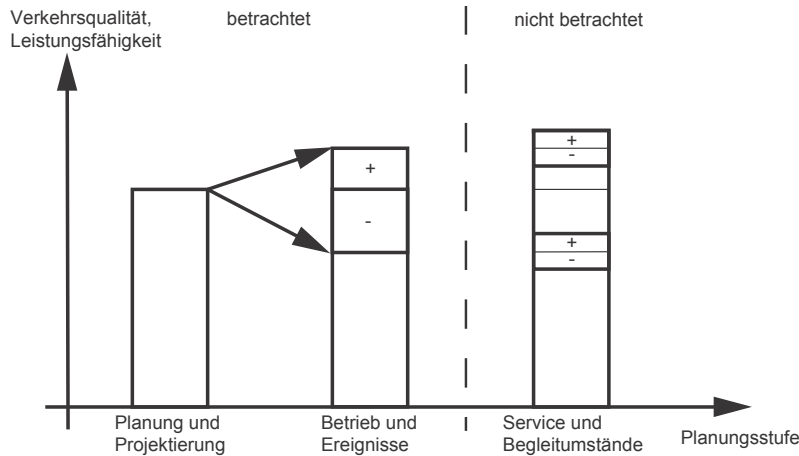 Verkehrsqualität,
Leistungsfähigkeit
betrachtet
nicht betrachtet
+
-
+
-
+
-
Planung und
Projektierung
Betrieb und
Ereignisse
Service und
Begleitumstände
Planungsstufe